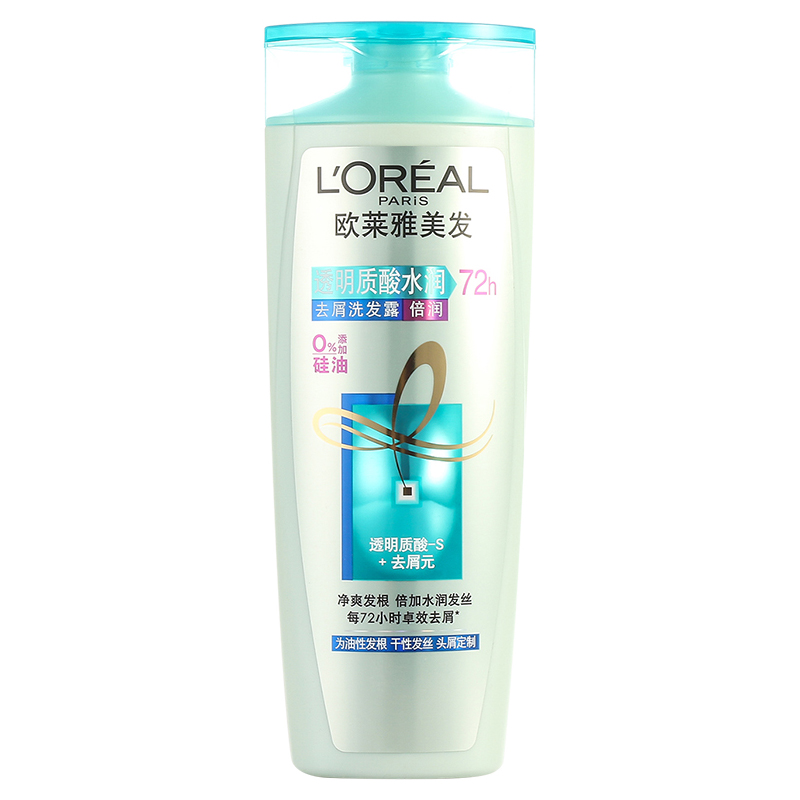 L'ORÉAL
PARiS
欧莱雅美发
透明质酸水润 72h
去屑洗发露 倍润
0%添加
硅油
透明质酸-S
+ 去屑元
净爽发根 倍加水润发丝
每72小时卓效去屑*
为油性发根 干性发丝 头屑定制